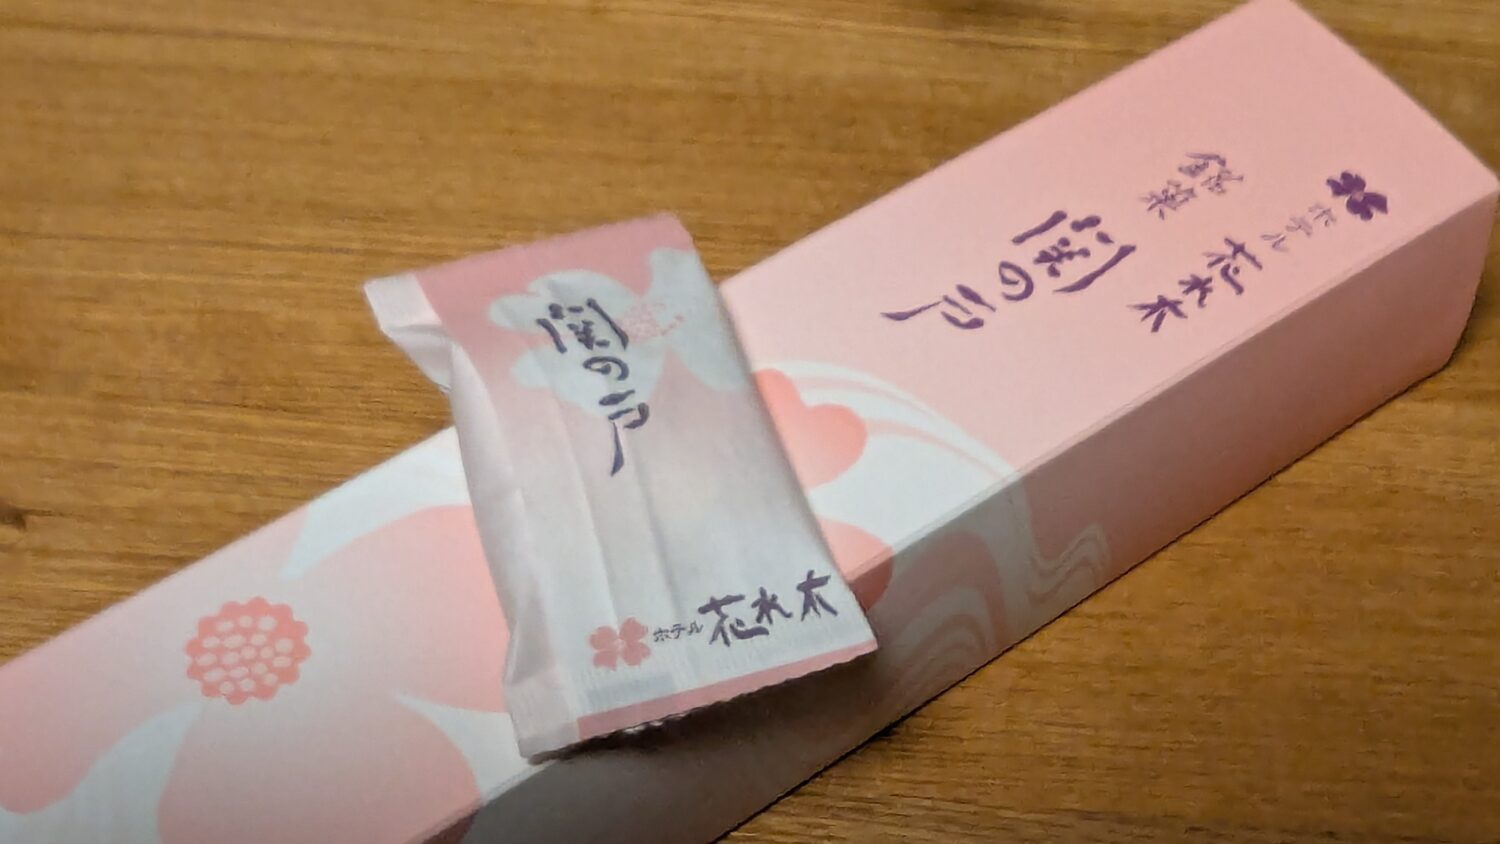 関の戸
ホテル 花水木
ホテル 花水木
銘菓
関の戸